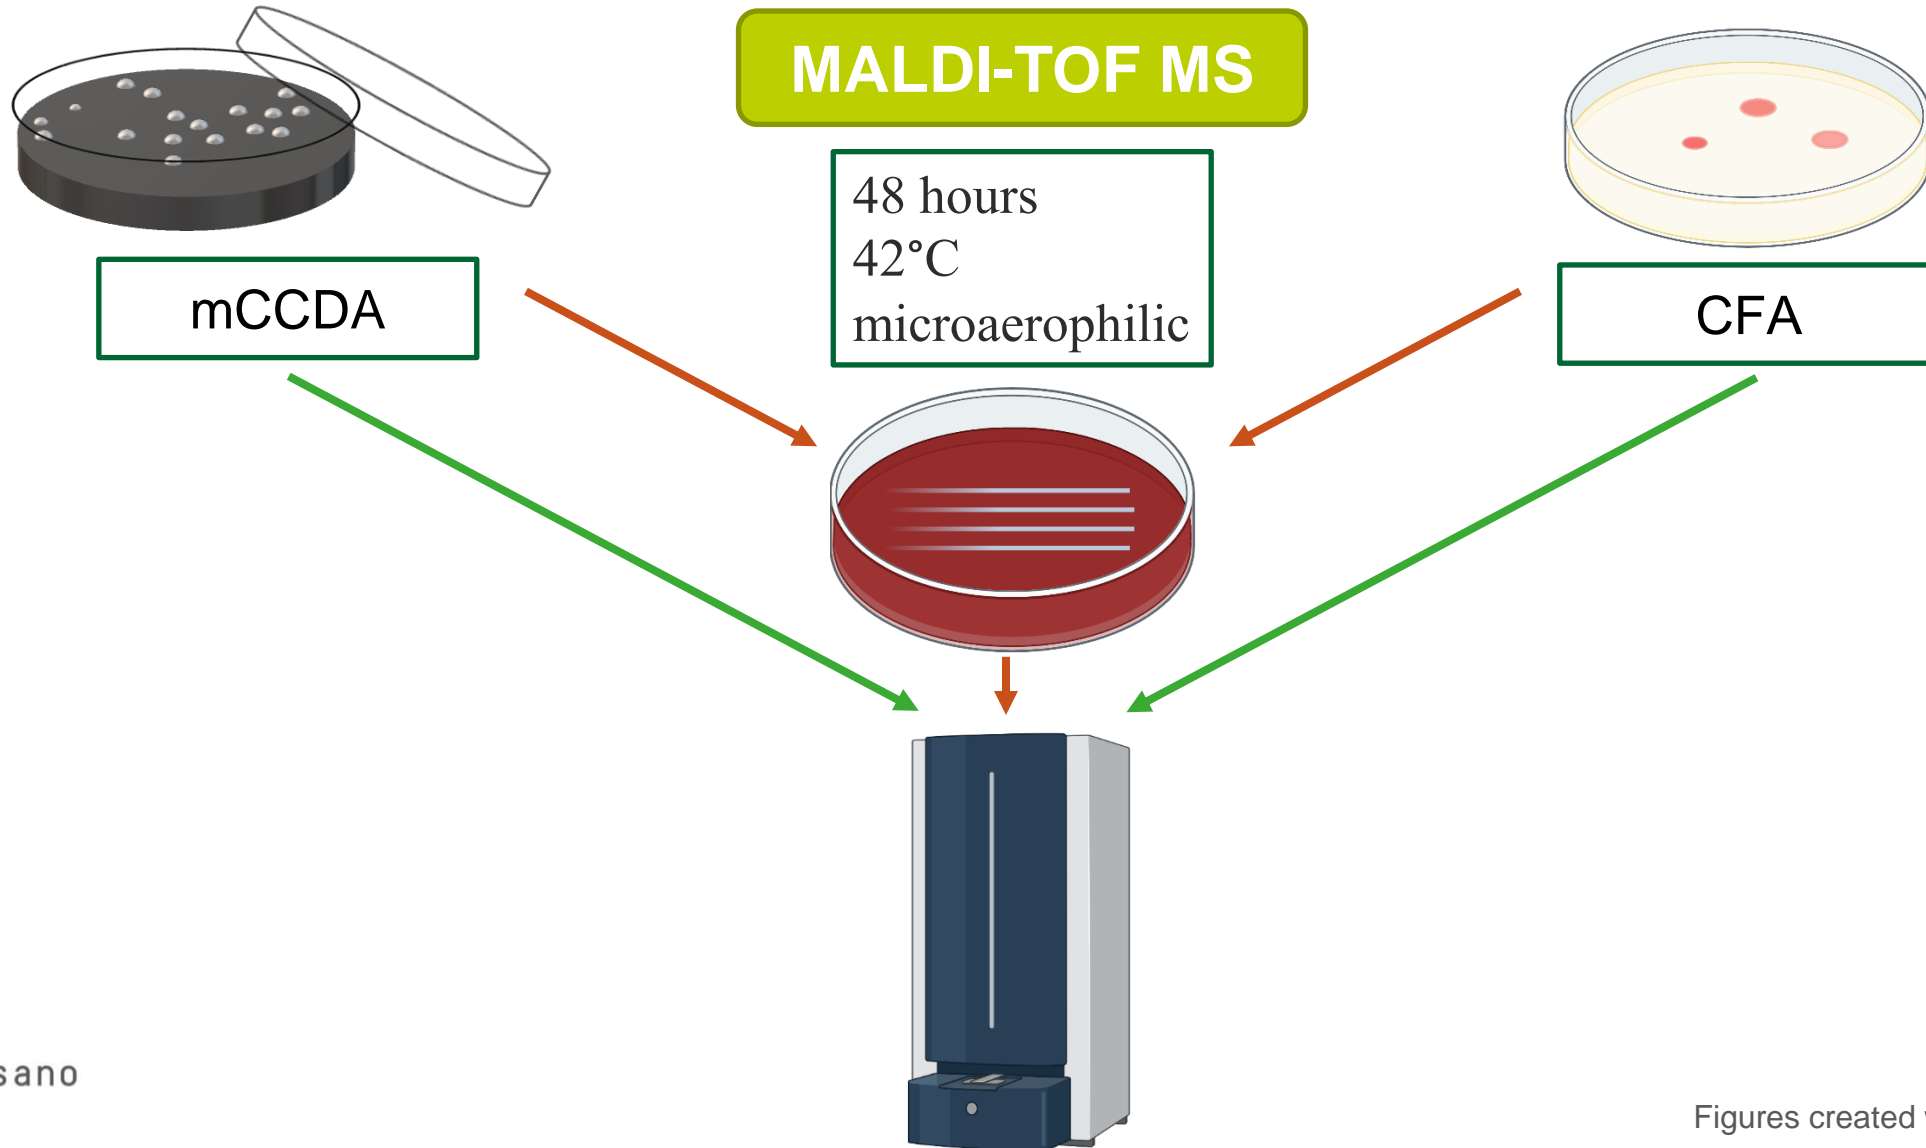 MALDI-TOF MS
48 hours
42°C
microaerophilic
mCCDA
CFA
sano
Figures created